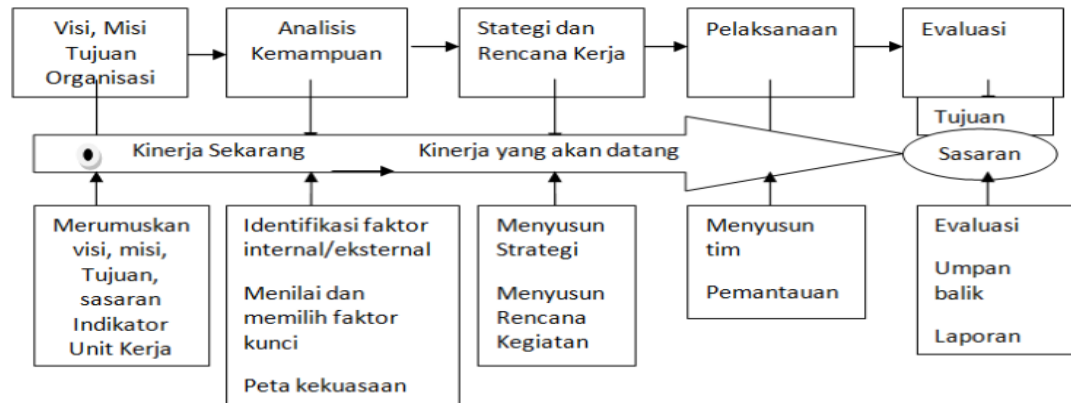 Visi, Misi
Tujuan
Organisasi
Analisis
Kemampuan
Stategi dan
Rencana Kerja
Pelaksanaan
Evaluasi
Tujuan
Kinerja Sekarang
Kinerja yang akan datang
Sasaran
Merumuskan
visi, misi,
Tujuan,
sasaran
Indikator
Unit Kerja
Identifikasi faktor
internal/eksternal
Menilai dan
memilih faktor
kunci
Peta kekuasaan
Menyusun
Strategi
Menyusun
Rencana
Kegiatan
Menyusun
tim
Pemantauan
Evaluasi
Umpan
balik
Laporan